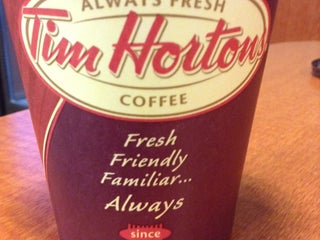 ALWAYS FRESH
Tim Hortons
COFFEE
Fresh
Friendly
Familiar...
Always
since